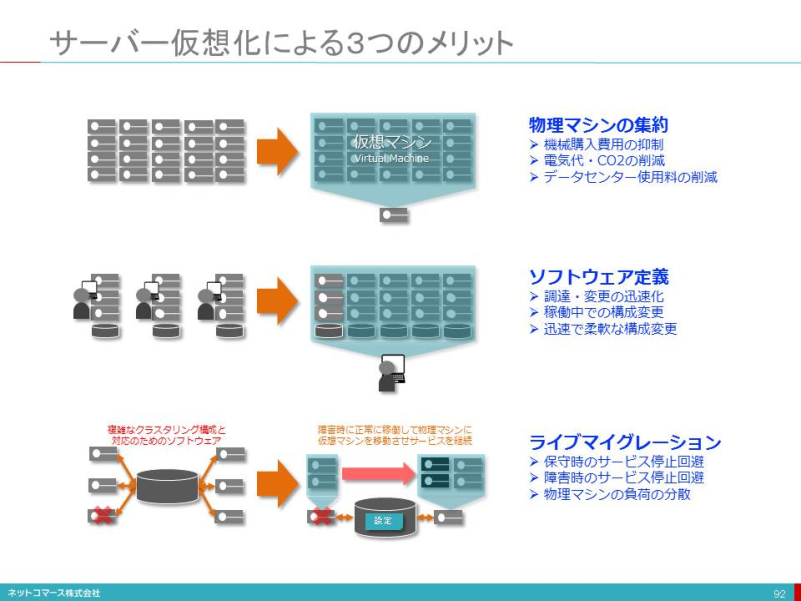 サーバー仮想化による3つのメリット
仮想マシン
Virtual Machine
物理マシンの集約
➢ 機械購入費用の抑制
➢ 電気代・CO2の削減
➢ データセンター使用料の削減
ソフトウェア定義
➢ 調達・変更の迅速化
➢ 稼働中での構成変更
➢ 迅速で柔軟な構成変更
複雑なクラスタリング構成と
対応のためのソフトウェア
障害時に正常に稼働して物理マシンに
仮想マシンを移動させサービスを継続
設定
ライブマイグレーション
➢ 保守時のサービス停止回避
➢ 障害時のサービス停止回避
➢ 物理マシンの負荷の分散
ネットコマース株式会社
92